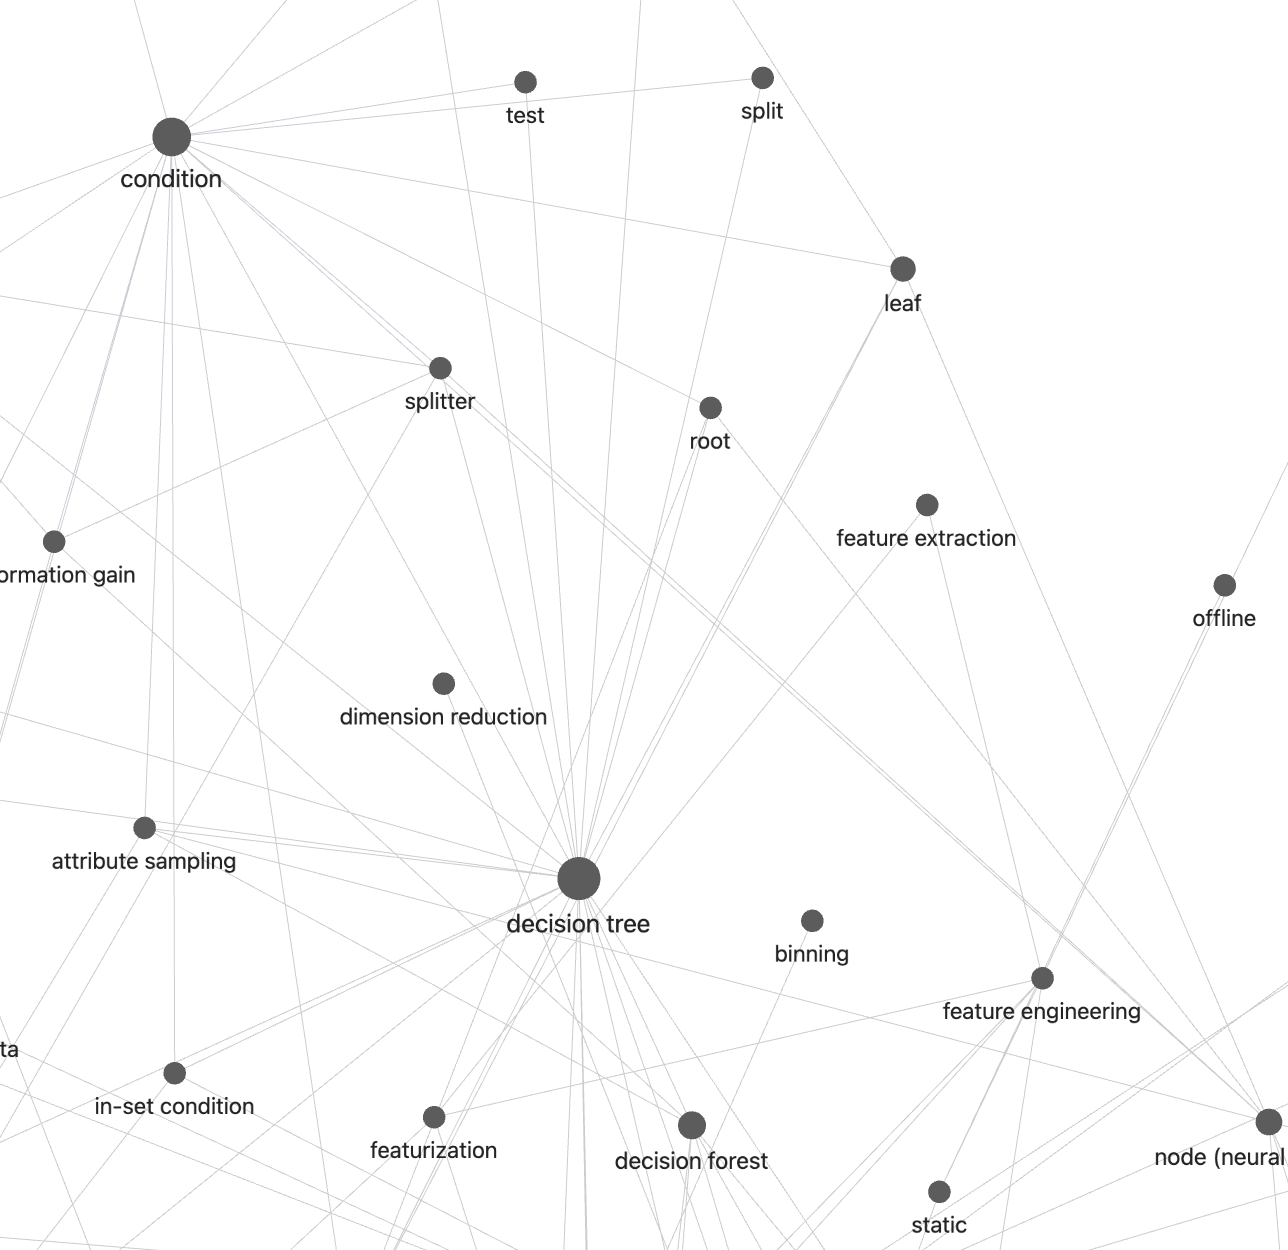 test
split
condition
leaf
splitter
root
feature extraction
ormation gain
offline
dimension reduction
attribute sampling
decision tree
binning
feature engineering
ta
in-set condition
featurization
decision forest
node (neural
static